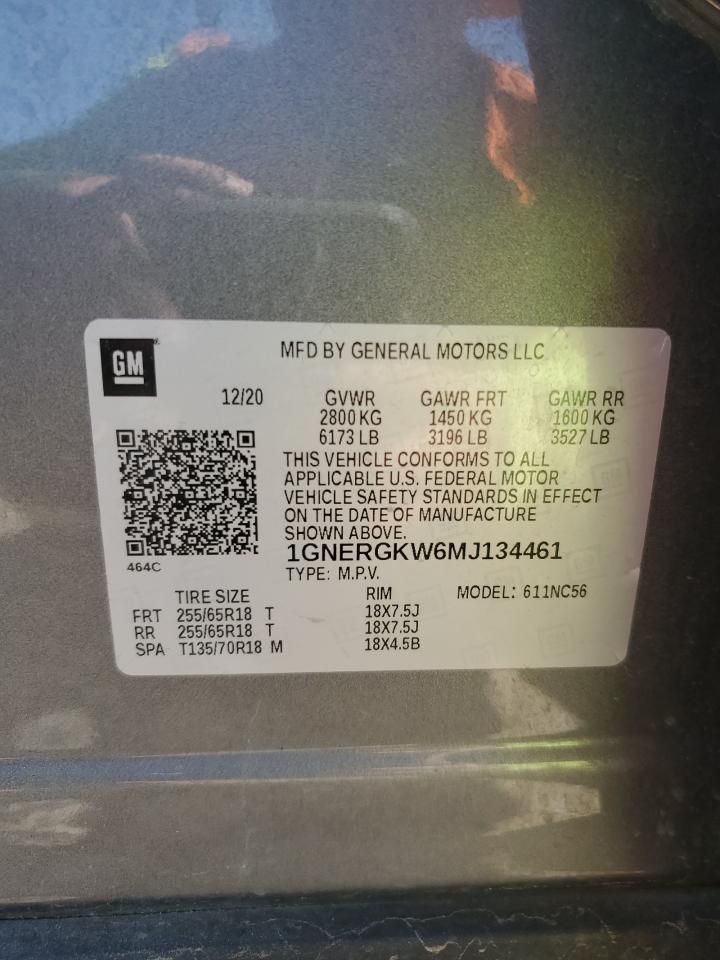 GM
MFD BY GENERAL MOTORS LLC
12/20 GVWR GAWR FRT GAWR RR
2800 KG 1450 KG 1600 KG
6173 LB 3196 LB 3527 LB
THIS VEHICLE CONFORMS TO ALL
APPLICABLE U.S. FEDERAL MOTOR
VEHICLE SAFETY STANDARDS IN EFFECT
ON THE DATE OF MANUFACTURE
SHOWN ABOVE.
1GNERGKW6MJ134461
464C
TYPE: M.P.V.
TIRE SIZE RIM MODEL: 611NC56
FRT 255/65R18 T 18X7.5J
RR 255/65R18 T 18X7.5J
SPA T135/70R18 M 18X4.5B